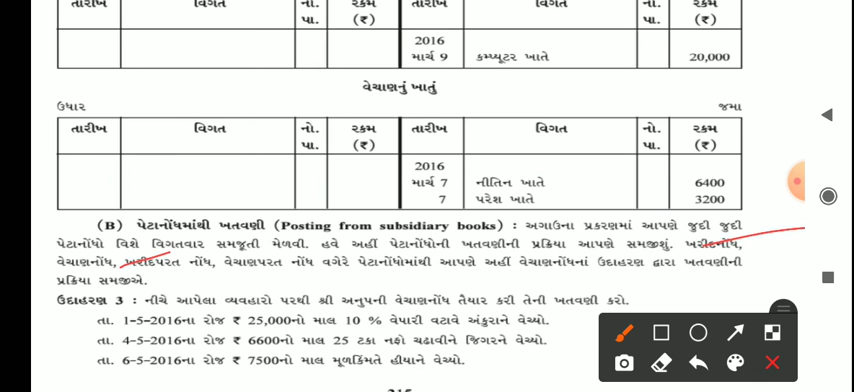 તારીખ વિગત નો. પા. રકમ (₹) તારીખ વિગત નો. પા. રકમ (₹)
2016
માર્ચ 9 કમ્પ્યૂટર ખાતે 20,000
વેચાણનું ખાતું
ઉધાર જમા
તારીખ વિગત નો. પા. રકમ (₹) તારીખ વિગત નો. પા. રકમ (₹)
2016
માર્ચ 7 નીતિન ખાતે 6400
7 પરેશ ખાતે 3200
(B) પેટાનોંધમાંથી ખતવણી (Posting from subsidiary books) : અગાઉના પ્રકરણમાં આપણે જુદી જુદી
પેટાનોંધો વિશે વિગતવાર સમજૂતી મેળવી. હવે અહીં પેટાનોંધોની ખતવણીની પ્રક્રિયા આપણે સમજીશું. ખરીદનોંધ,
વેચાણનોંધ, ખરીદપરત નોંધ, વેચાણપરત નોંધ વગેરે પેટાનોંધોમાંથી આપણે અહીં વેચાણનોંધનાં ઉદાહરણ દ્વારા ખતવણીની
પ્રક્રિયા સમજીએ.
ઉદાહરણ 3 : નીચે આપેલા વ્યવહારો પરથી શ્રી અનુપની વેચાણનોંધ તૈયાર કરી તેની ખતવણી કરો.
તા. 1-5-2016ના રોજ ₹ 25,000નો માલ 10 % વેપારી વટાવે અંકુરાને વેચ્યો.
તા. 4-5-2016ના રોજ ₹ 6600નો માલ 25 ટકા નફો ચઢાવીને જિગરને વેચ્યો.
તા. 6-5-2016ના રોજ ₹ 7500નો માલ મૂળકિંમતે હીયાને વેચ્યો.